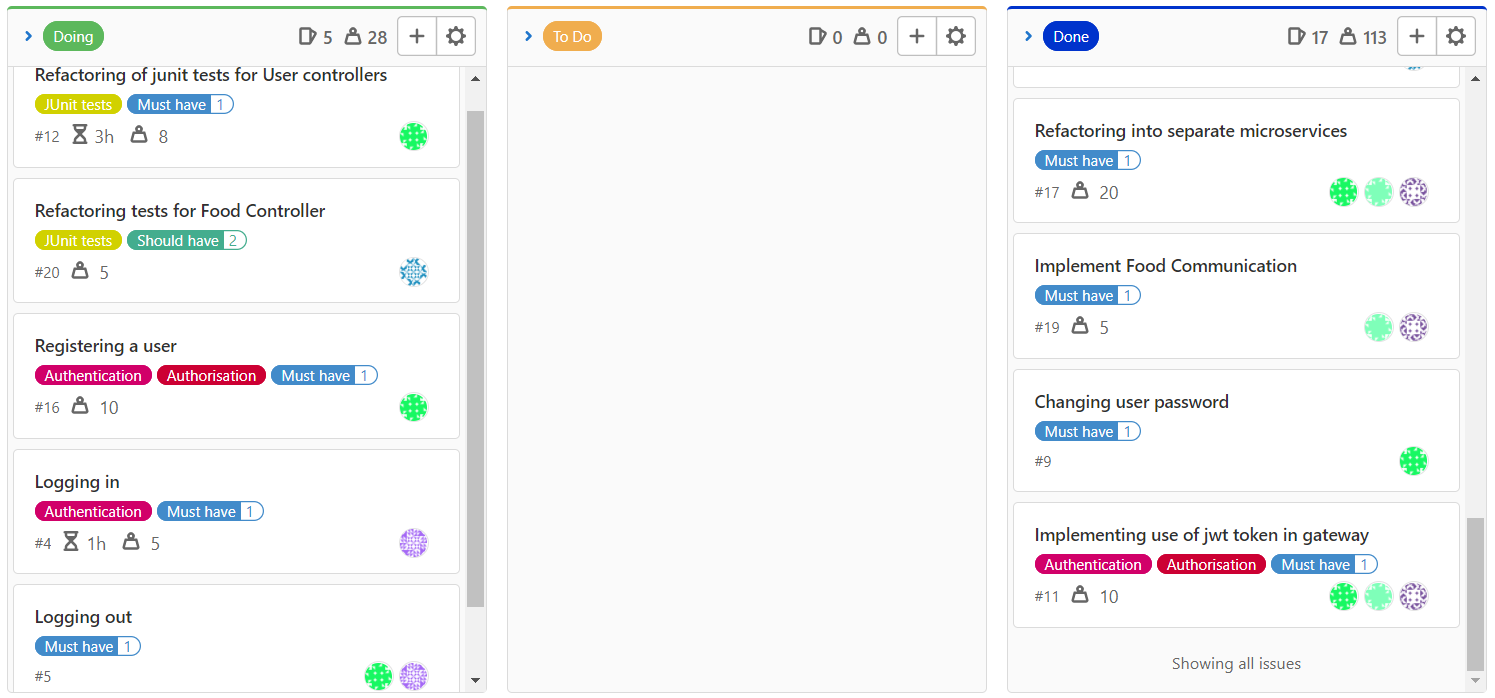 Doing 5 28
Refactoring of junit tests for User controllers
JUnit tests Must have 1
#12 3h 8
Refactoring tests for Food Controller
JUnit tests Should have 2
#20 5
Registering a user
Authentication Authorisation Must have 1
#16 10
Logging in
Authentication Must have 1
#4 1h 5
Logging out
Must have 1
#5
To Do 0 0
Done 17 113
Refactoring into separate microservices
Must have 1
#17 20
Implement Food Communication
Must have 1
#19 5
Changing user password
Must have 1
#9
Implementing use of jwt token in gateway
Authentication Authorisation Must have 1
#11 10
Showing all issues